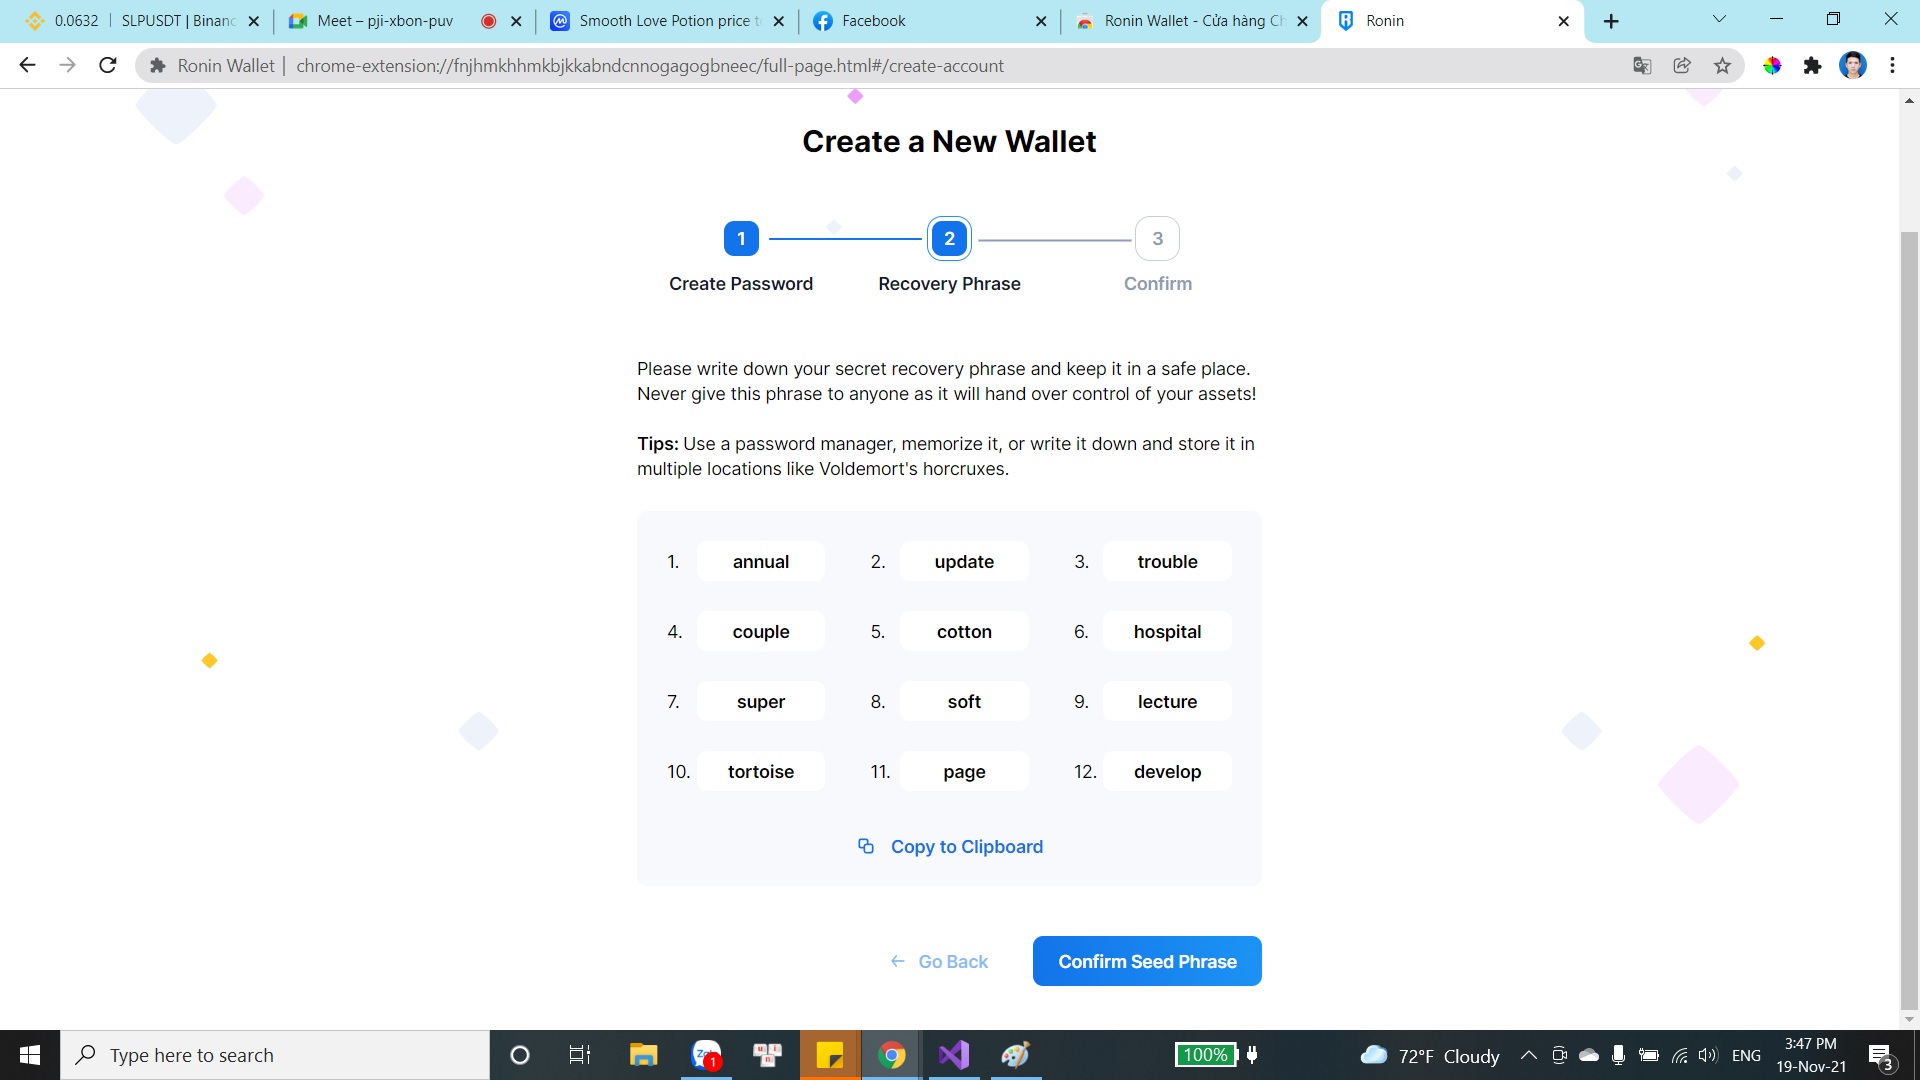 0.0632 | SLPUSDT | Binanc
Meet – pji-xbon-puv
Smooth Love Potion price t
Facebook
Ronin Wallet - Cửa hàng Ch
Ronin
Ronin Wallet | chrome-extension://fnjhmkhhmkbjkkabndcnnogagogbneec/full-page.html#/create-account
Create a New Wallet
1 2 3
Create Password Recovery Phrase Confirm
Please write down your secret recovery phrase and keep it in a safe place.
Never give this phrase to anyone as it will hand over control of your assets!
Tips: Use a password manager, memorize it, or write it down and store it in
multiple locations like Voldemort's horcruxes.
1. annual 2. update 3. trouble
4. couple 5. cotton 6. hospital
7. super 8. soft 9. lecture
10. tortoise 11. page 12. develop
Copy to Clipboard
Go Back
Confirm Seed Phrase
Type here to search
1
100%
72°F Cloudy
ENG
3:47 PM
19-Nov-21
3